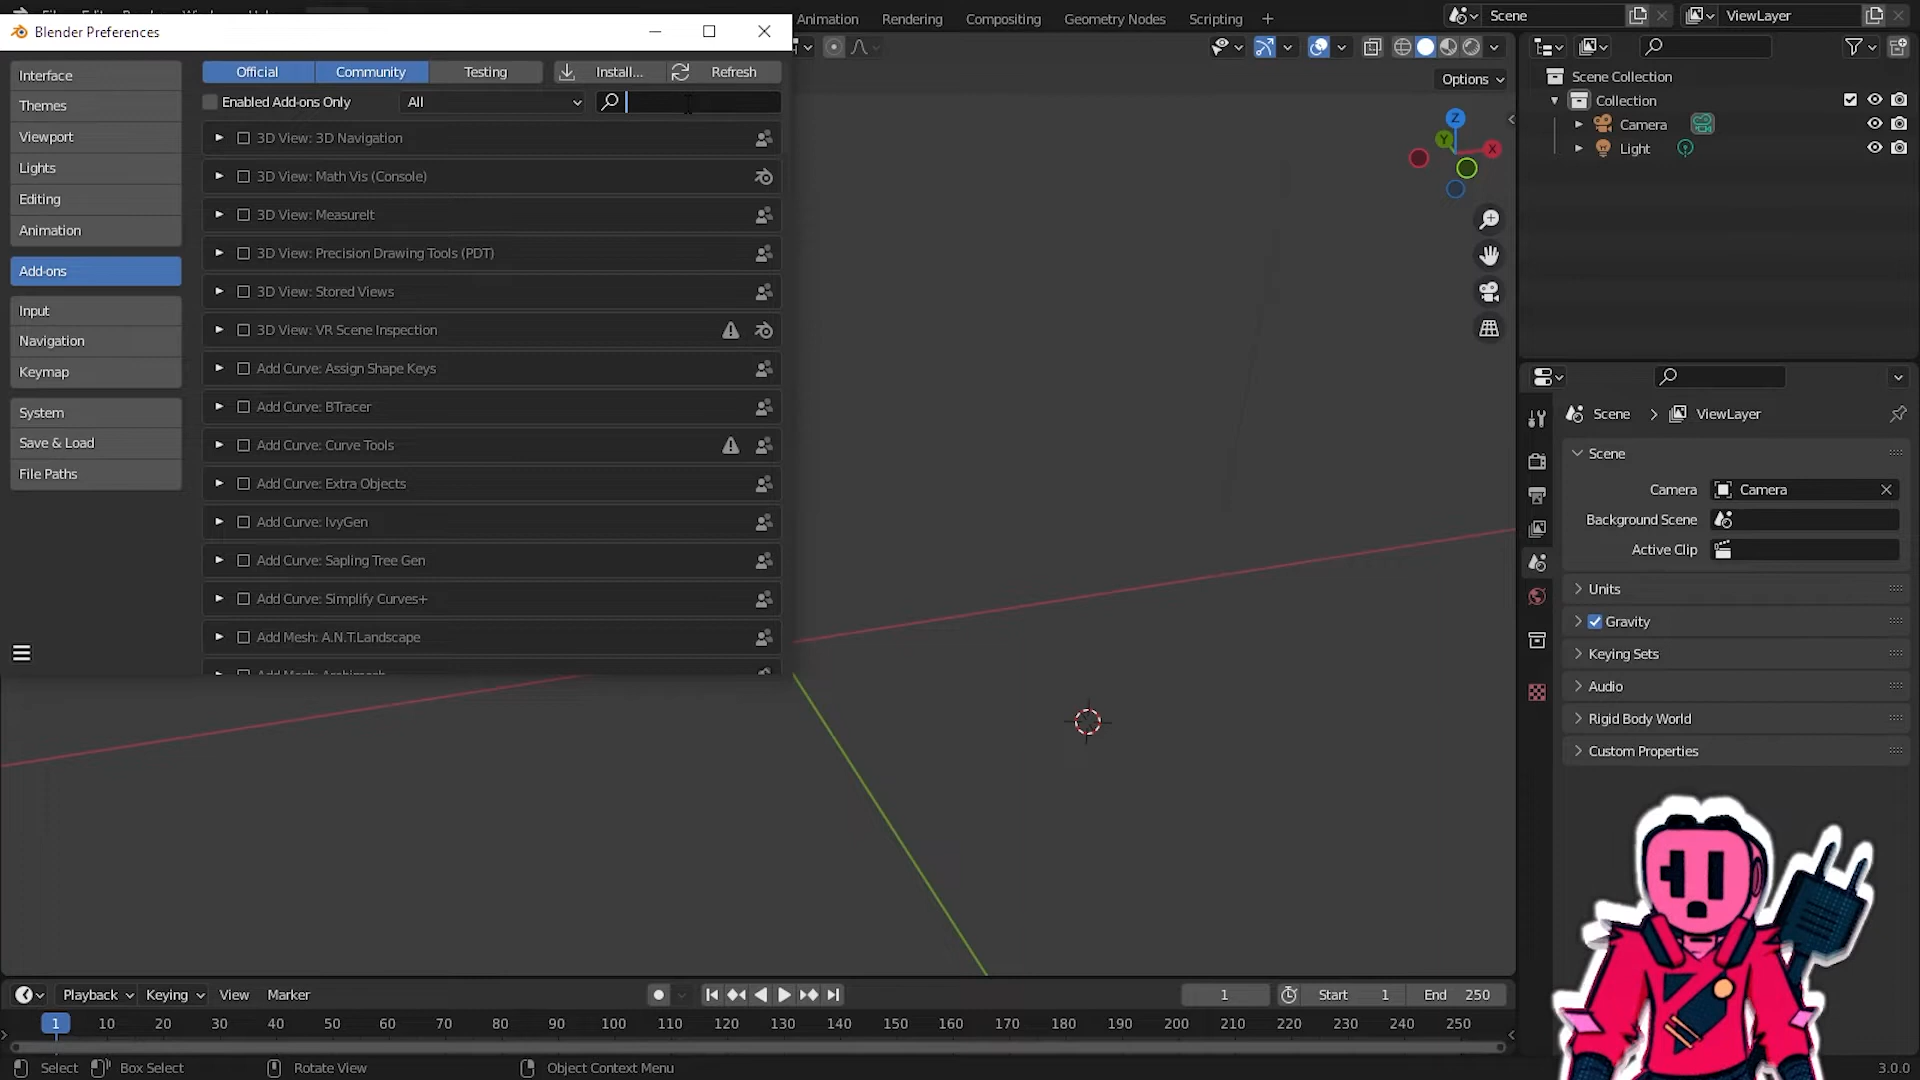 Blender Preferences
Animation
Rendering
Compositing
Geometry Nodes
Scripting
Scene
ViewLayer
Interface
Themes
Viewport
Lights
Editing
Animation
Add-ons
Input
Navigation
Keymap
System
Save & Load
File Paths
Official
Community
Testing
Install...
Refresh
Enabled Add-ons Only
All
3D View: 3D Navigation
3D View: Math Vis (Console)
3D View: MeasureIt
3D View: Precision Drawing Tools (PDT)
3D View: Stored Views
3D View: VR Scene Inspection
Add Curve: Assign Shape Keys
Add Curve: BTracer
Add Curve: Curve Tools
Add Curve: Extra Objects
Add Curve: IvyGen
Add Curve: Sapling Tree Gen
Add Curve: Simplify Curves+
Add Mesh: A.N.T.Landscape
Options
Z
Y
X
Scene Collection
Collection
Camera
Light
Scene
ViewLayer
Scene
Camera
Camera
Background Scene
Active Clip
Units
Gravity
Keying Sets
Audio
Rigid Body World
Custom Properties
Playback
Keying
View
Marker
1
Start 1
End 250
1 10 20 30 40 50 60 70 80 90 100 110 120 130 140 150 160 170 180 190 200 210 220 230 240 250
Select
Box Select
Rotate View
Object Context Menu
3.0.0